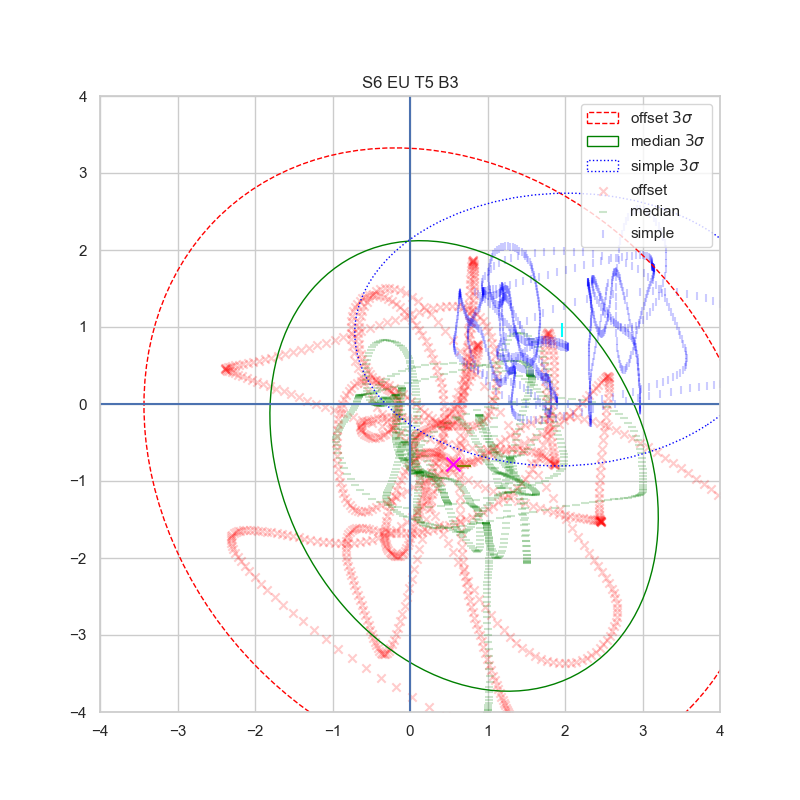 S6 EU T5 B3
offset 3σ
median 3σ
simple 3σ
offset
median
simple
4
3
2
1
0
−1
−2
−3
−4
−4 −3 −2 −1 0 1 2 3 4